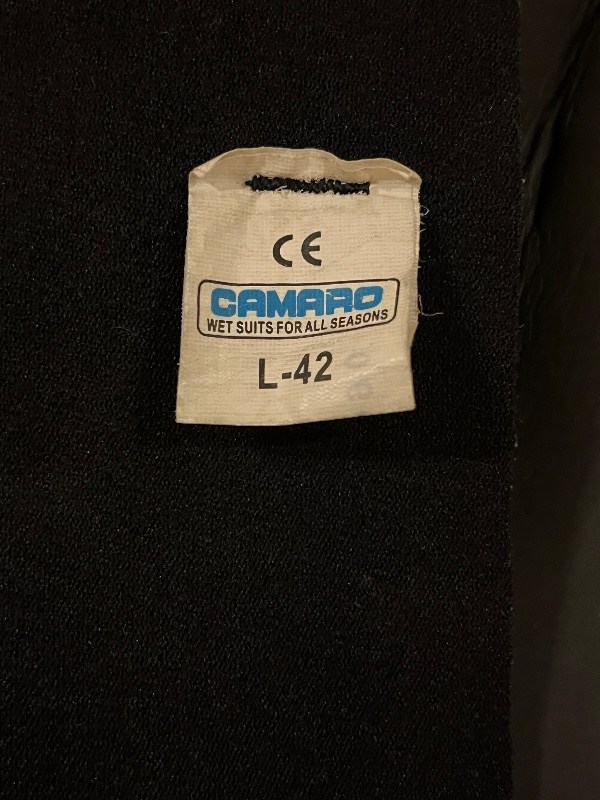 CE
CAMARO
WET SUITS FOR ALL SEASONS
L-42